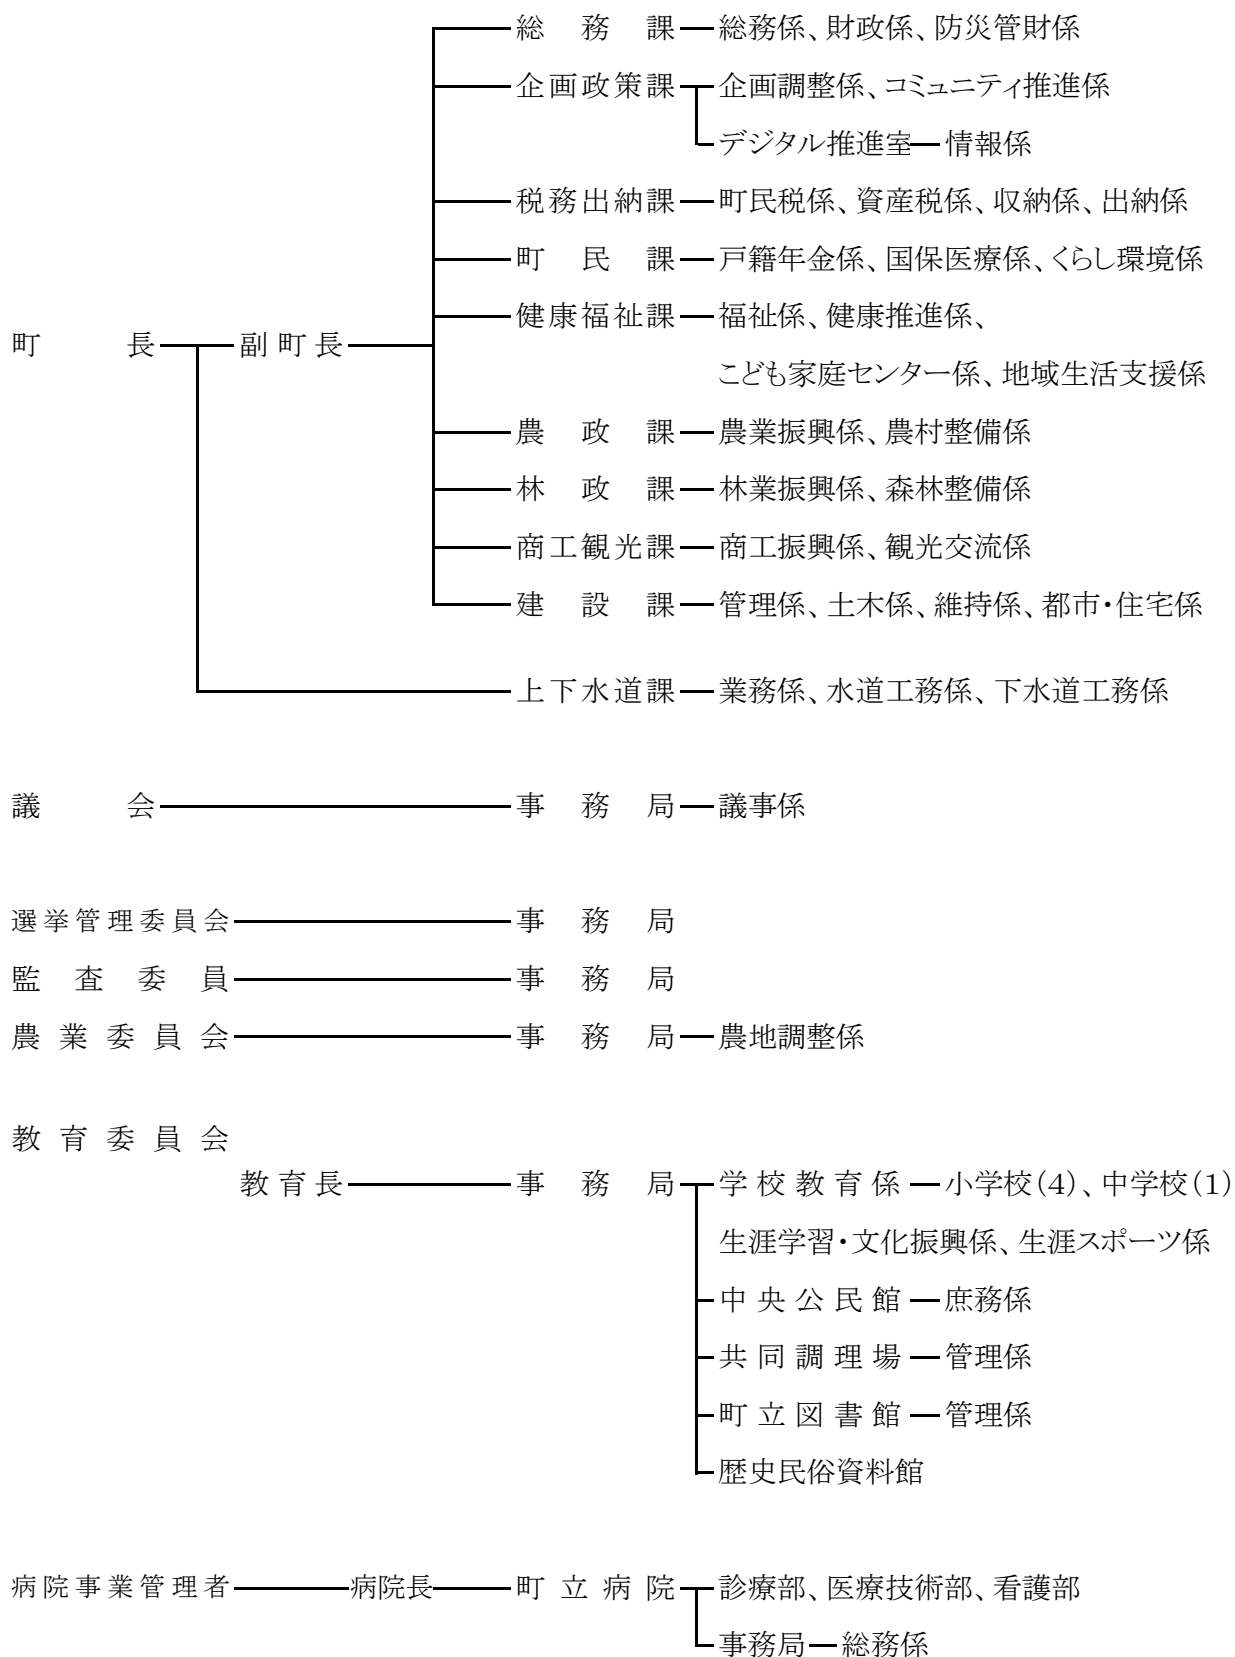 総務課 総務係、財政係、防災管財係
企画政策課 企画調整係、コミュニティ推進係
デジタル推進室 情報係
税務出納課 町民税係、資産税係、収納係、出納係
町民課 戸籍年金係、国保医療係、くらし環境係
健康福祉課 福祉係、健康推進係、
町長 副町長
こども家庭センター係、地域生活支援係
農政課 農業振興係、農村整備係
林政課 林業振興係、森林整備係
商工観光課 商工振興係、観光交流係
建設課 管理係、土木係、維持係、都市・住宅係
上下水道課 業務係、水道工務係、下水道工務係
議会 事務局 議事係
選挙管理委員会 事務局
監査委員 事務局
農業委員会 事務局 農地調整係
教育委員会
教育長 事務局 学校教育係 小学校(4)、中学校(1)
生涯学習・文化振興係、生涯スポーツ係
中央公民館 庶務係
共同調理場 管理係
町立図書館 管理係
歴史民俗資料館
病院事業管理者 病院長 町立病院 診療部、医療技術部、看護部
事務局 総務係